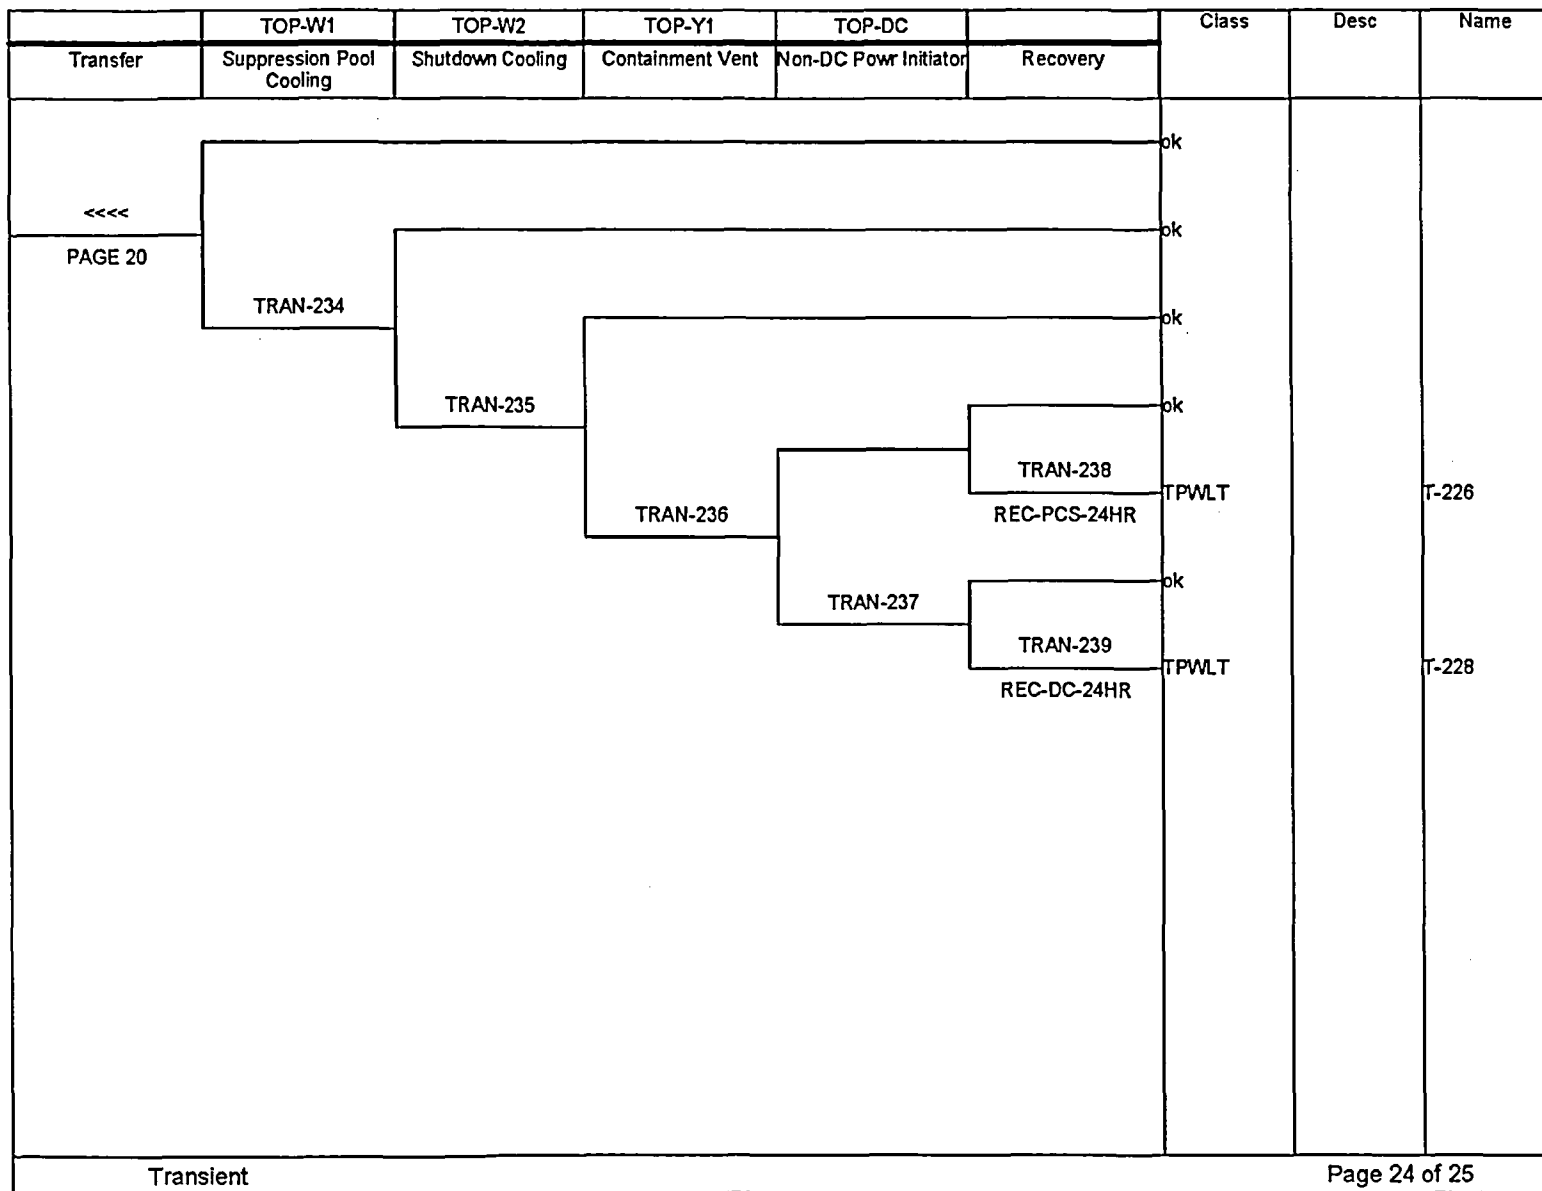 TOP-W1 TOP-W2 TOP-Y1 TOP-DC Class Desc Name
Transfer Suppression Pool Cooling Shutdown Cooling Containment Vent Non-DC Powr Initiator Recovery
ok
<<<<
PAGE 20
ok
TRAN-234
ok
TRAN-235
ok
TRAN-238
TPWLT T-226
TRAN-236 REC-PCS-24HR
ok
TRAN-237
TRAN-239
TPWLT T-228
REC-DC-24HR
Transient Page 24 of 25